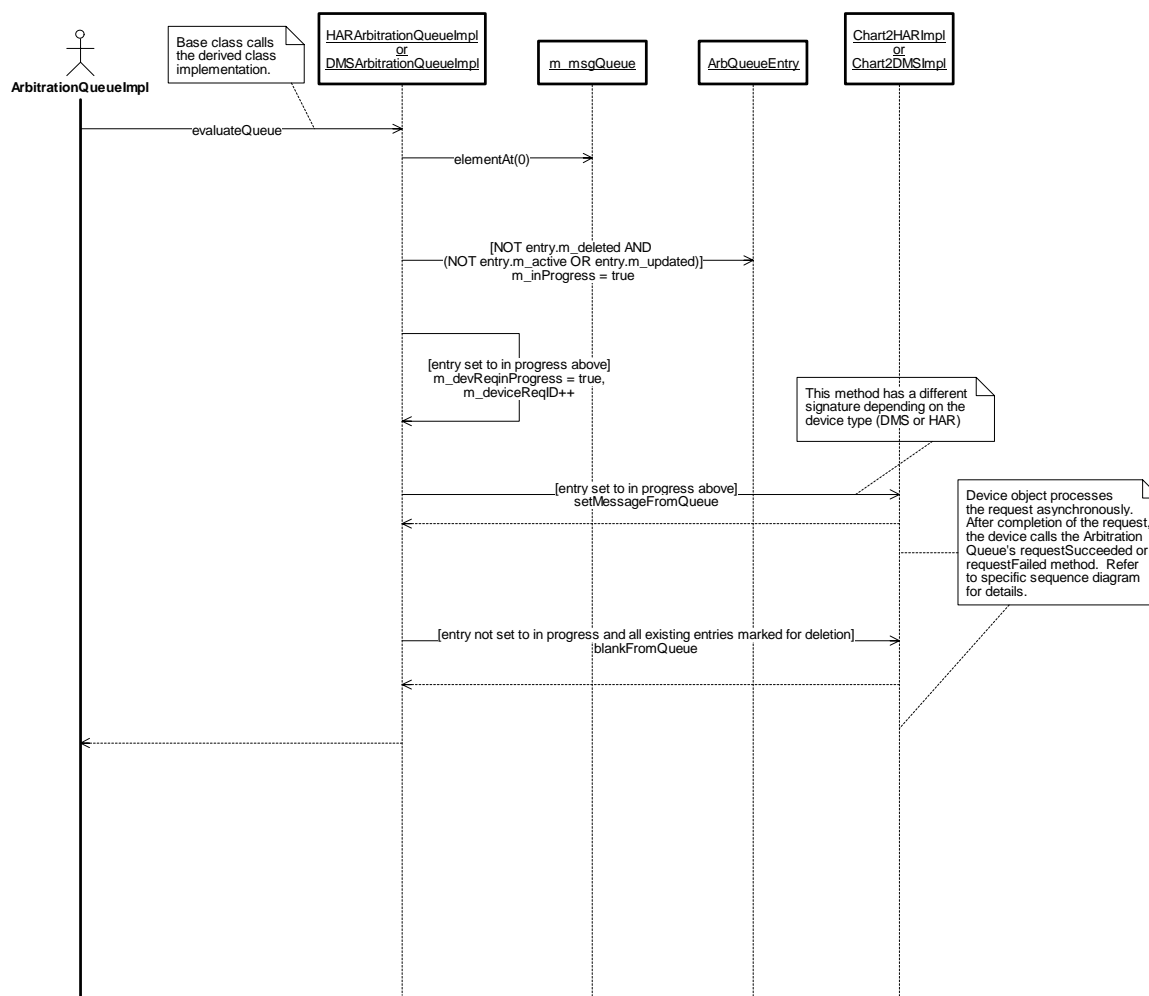 Base class calls
the derived class
implementation.
HARArbitrationQueueImpl
or
DMSArbitrationQueueImpl
m_msgQueue
ArbQueueEntry
Chart2HARImpl
or
Chart2DMSImpl
ArbitrationQueueImpl
evaluateQueue
elementAt(0)
[NOT entry.m_deleted AND
(NOT entry.m_active OR entry.m_updated)]
m_inProgress = true
[entry set to in progress above]
m_devReqinProgress = true,
m_deviceReqID++
This method has a different
signature depending on the
device type (DMS or HAR)
[entry set to in progress above]
setMessageFromQueue
Device object processes
the request asynchronously.
After completion of the request,
the device calls the Arbitration
Queue's requestSucceeded or
requestFailed method.  Refer
to specific sequence diagram
for details.
[entry not set to in progress and all existing entries marked for deletion]
blankFromQueue